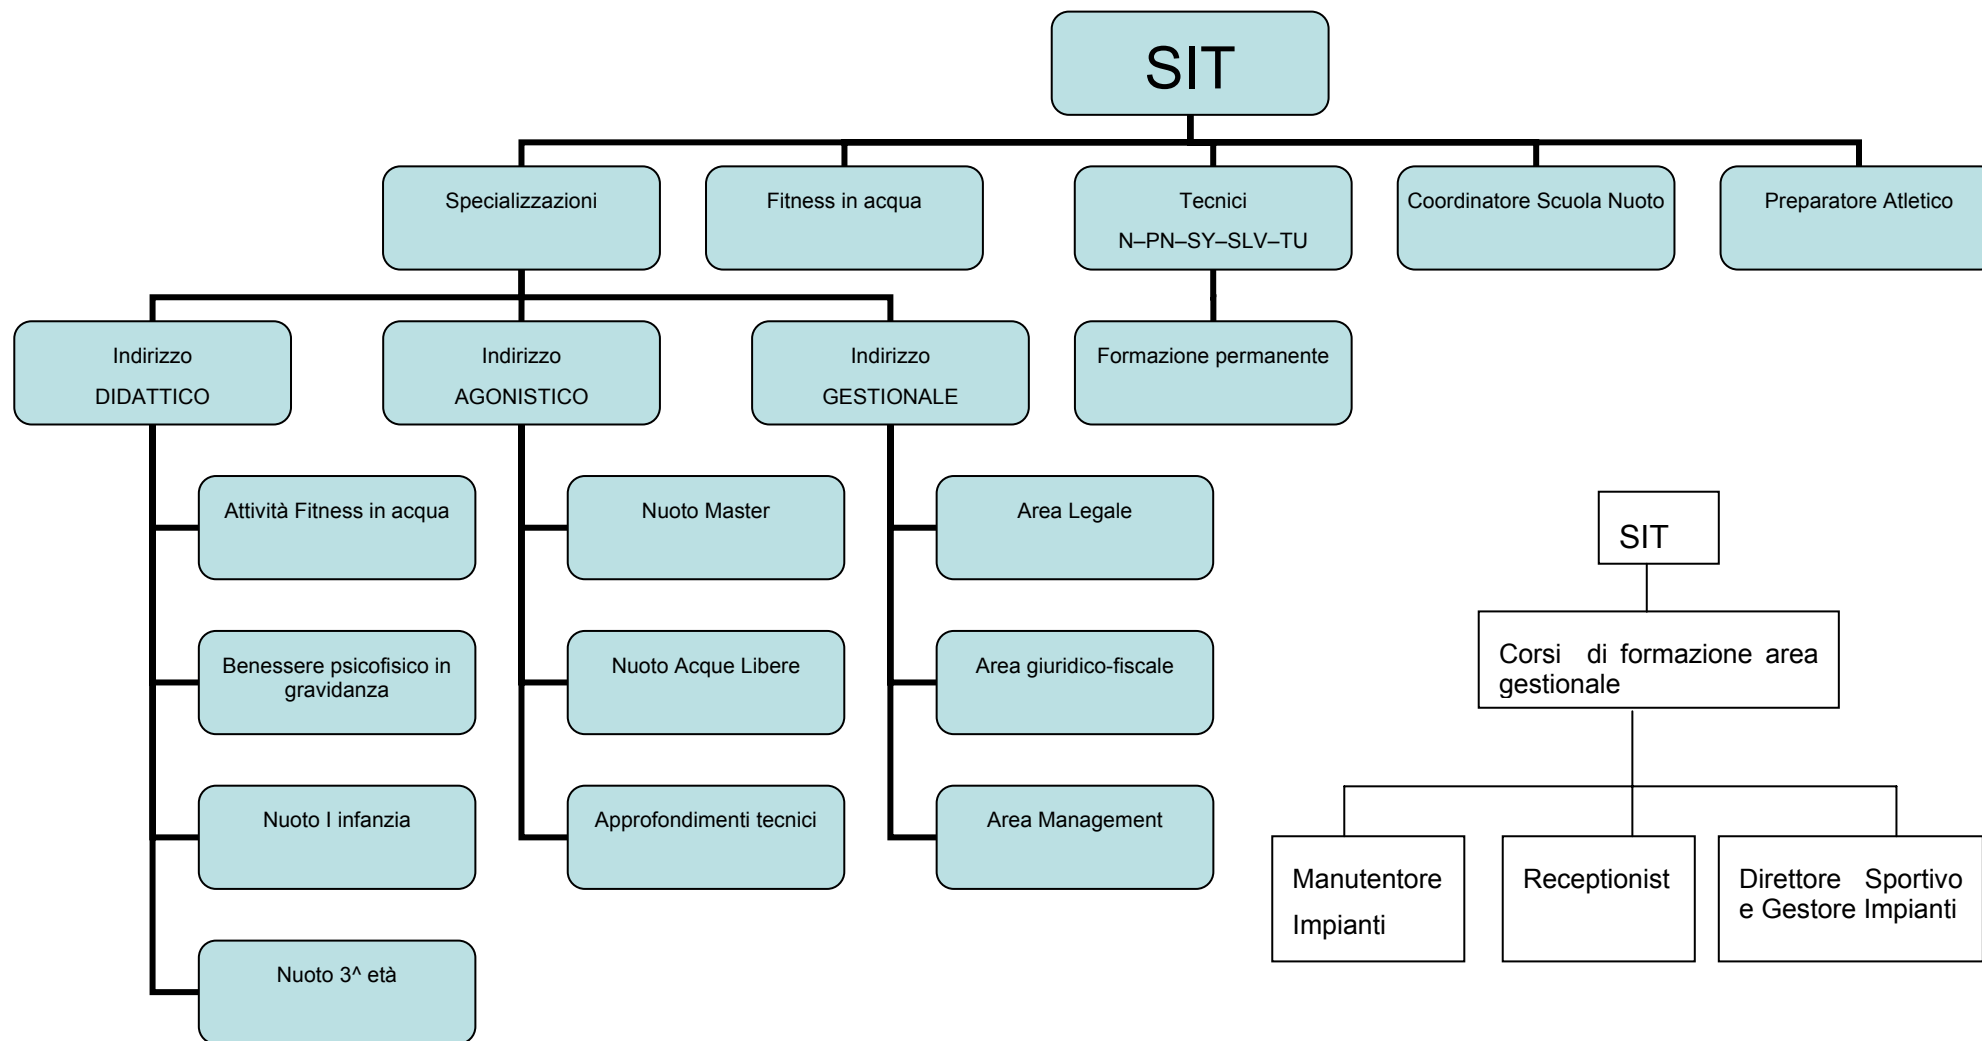 SIT
Specializzazioni
Fitness in acqua
Tecnici
N–PN–SY–SLV–TU
Coordinatore Scuola Nuoto
Preparatore Atletico
Indirizzo
DIDATTICO
Indirizzo
AGONISTICO
Indirizzo
GESTIONALE
Formazione permanente
Attività Fitness in acqua
Benessere psicofisico in
gravidanza
Nuoto I infanzia
Nuoto 3^ età
Nuoto Master
Nuoto Acque Libere
Approfondimenti tecnici
Area Legale
Area giuridico-fiscale
Area Management
SIT
Corsi di formazione area
gestionale
Manutentore
Impianti
Receptionist
Direttore Sportivo
e Gestore Impianti